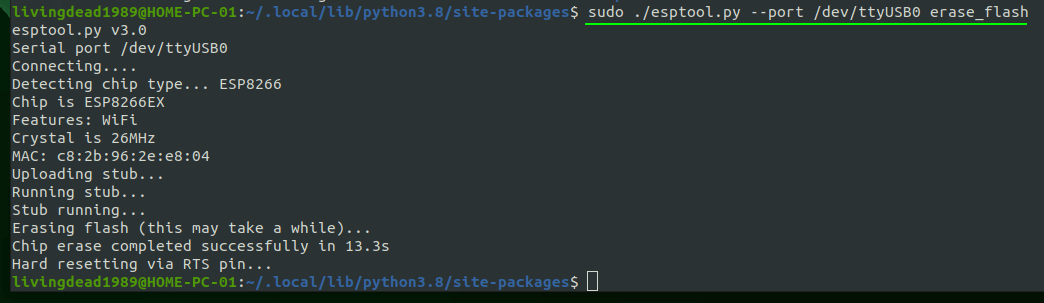 livingdead1989@HOME-PC-01:~/.local/lib/python3.8/site-packages$ sudo ./esptool.py --port /dev/ttyUSB0 erase_flash
esptool.py v3.0
Serial port /dev/ttyUSB0
Connecting....
Detecting chip type... ESP8266
Chip is ESP8266EX
Features: WiFi
Crystal is 26MHz
MAC: c8:2b:96:2e:e8:04
Uploading stub...
Running stub...
Stub running...
Erasing flash (this may take a while)...
Chip erase completed successfully in 13.3s
Hard resetting via RTS pin...
livingdead1989@HOME-PC-01:~/.local/lib/python3.8/site-packages$